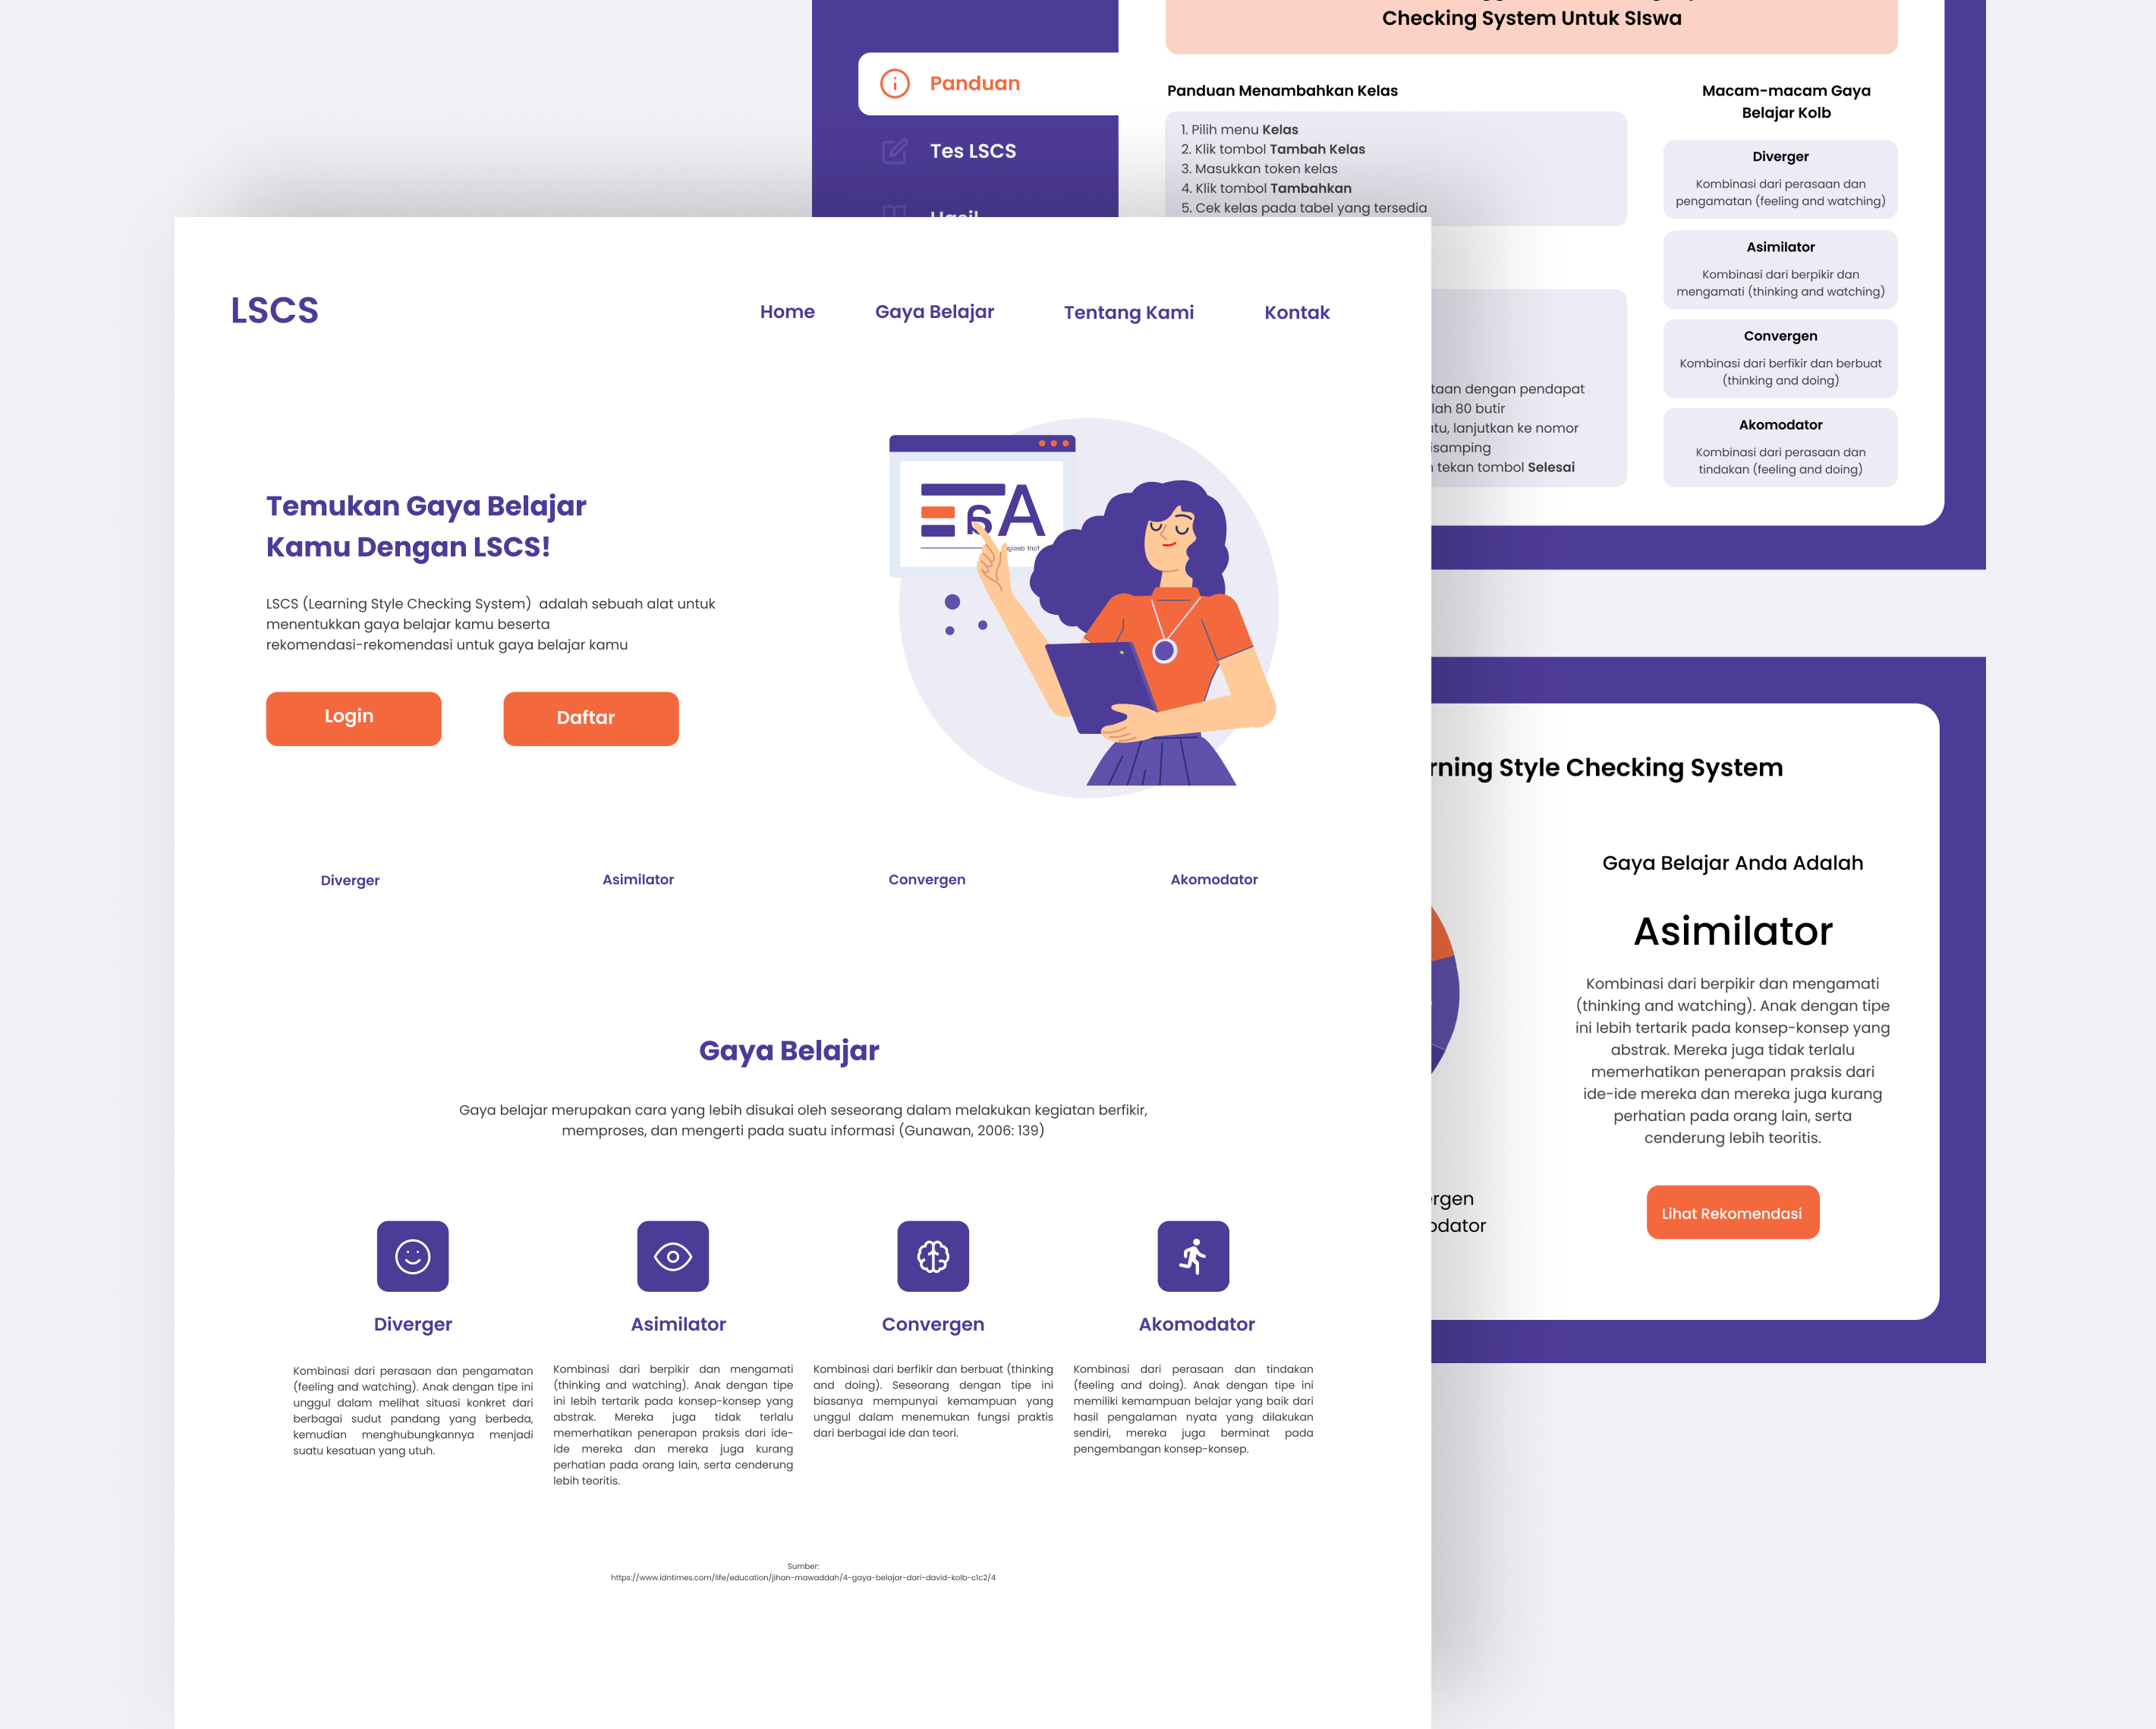 LSCS
Home
Gaya Belajar
Tentang Kami
Kontak
Temukan Gaya Belajar
Kamu Dengan LSCS!
LSCS (Learning Style Checking System) adalah sebuah alat untuk
menentukkan gaya belajar kamu beserta
rekomendasi-rekomendasi untuk gaya belajar kamu
Login
Daftar
Aa
Diverger
Asimilator
Convergen
Akomodator
Gaya Belajar
Gaya belajar merupakan cara yang lebih disukai oleh seseorang dalam melakukan kegiatan berfikir,
memproses, dan mengerti pada suatu informasi (Gunawan, 2006: 139)
Diverger
Kombinasi dari perasaan dan pengamatan
(feeling and watching). Anak dengan tipe ini
unggul dalam melihat situasi konkret dari
berbagai sudut pandang yang berbeda,
kemudian menghubungkannya menjadi
suatu kesatuan yang utuh.
Asimilator
Kombinasi dari berpikir dan mengamati
(thinking and watching). Anak dengan tipe
ini lebih tertarik pada konsep-konsep yang
abstrak. Mereka juga tidak terlalu
memerhatikan penerapan praksis dari ide-
ide mereka dan mereka juga kurang
perhatian pada orang lain, serta cenderung
lebih teoritis.
Convergen
Kombinasi dari berfikir dan berbuat (thinking
and doing). Seseorang dengan tipe ini
biasanya mempunyai kemampuan yang
unggul dalam menemukan fungsi praktis
dari berbagai ide dan teori.
Akomodator
Kombinasi dari perasaan dan tindakan
(feeling and doing). Anak dengan tipe ini
memiliki kemampuan belajar yang baik dari
hasil pengalaman nyata yang dilakukan
sendiri, mereka juga berminat pada
pengembangan konsep-konsep.
Sumber:
https://www.idntimes.com/life/education/jihan-mawaddah/4-gaya-belajar-dari-david-kolb-c1c2/4
Checking System Untuk SIswa
Panduan
Tes LSCS
Hasil
Panduan Menambahkan Kelas
1. Pilih menu Kelas
2. Klik tombol Tambah Kelas
3. Masukkan token kelas
4. Klik tombol Tambahkan
5. Cek kelas pada tabel yang tersedia
taan dengan pendapat
lah 80 butir
atu, lanjutkan ke nomor
isamping
tekan tombol Selesai
Macam-macam Gaya
Belajar Kolb
Diverger
Kombinasi dari perasaan dan
pengamatan (feeling and watching)
Asimilator
Kombinasi dari berpikir dan
mengamati (thinking and watching)
Convergen
Kombinasi dari berfikir dan berbuat
(thinking and doing)
Akomodator
Kombinasi dari perasaan dan
tindakan (feeling and doing)
rning Style Checking System
Gaya Belajar Anda Adalah
Asimilator
Kombinasi dari berpikir dan mengamati
(thinking and watching). Anak dengan tipe
ini lebih tertarik pada konsep-konsep yang
abstrak. Mereka juga tidak terlalu
memerhatikan penerapan praksis dari
ide-ide mereka dan mereka juga kurang
perhatian pada orang lain, serta
cenderung lebih teoritis.
Lihat Rekomendasi
ergen
odator